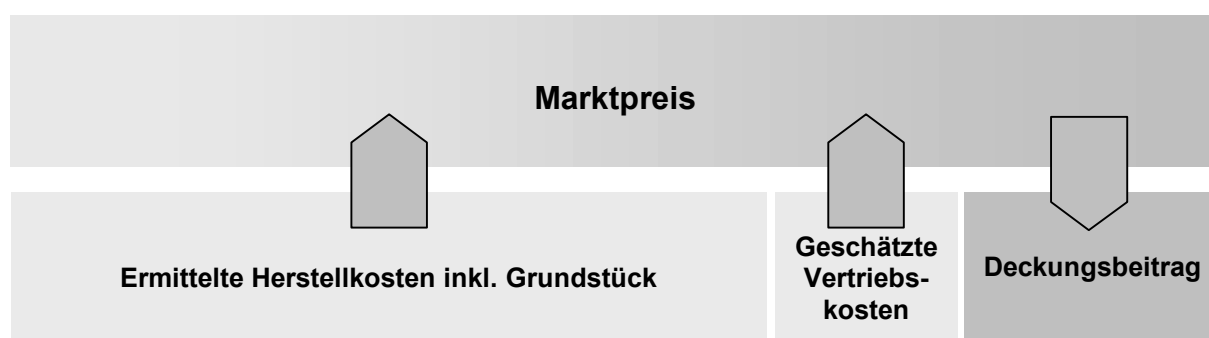 Marktpreis
Ermittelte Herstellkosten inkl. Grundstück
Geschätzte
Vertriebs-
kosten
Deckungsbeitrag